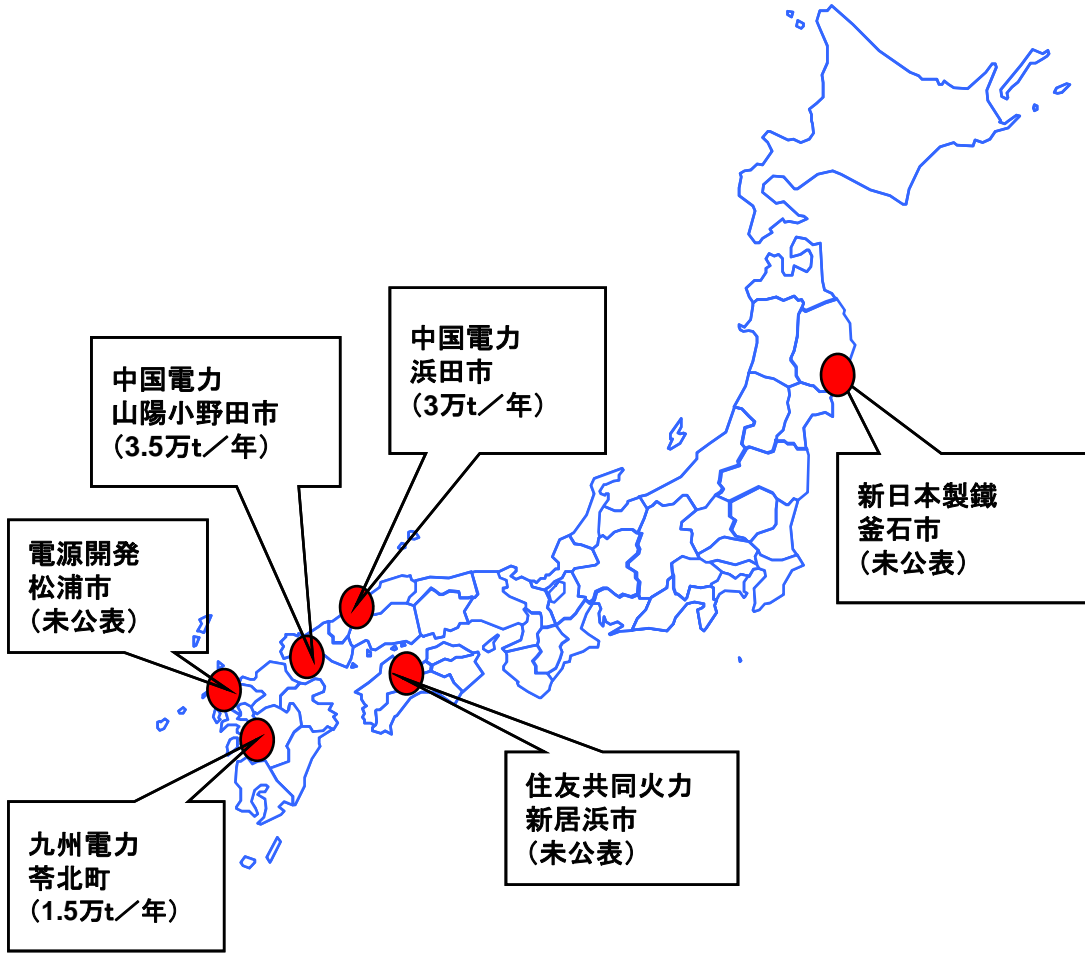 中国電力
浜田市
（3万t／年）
中国電力
山陽小野田市
（3.5万t／年）
新日本製鐵
釜石市
（未公表）
電源開発
松浦市
（未公表）
住友共同火力
新居浜市
（未公表）
九州電力
苓北町
（1.5万t／年）